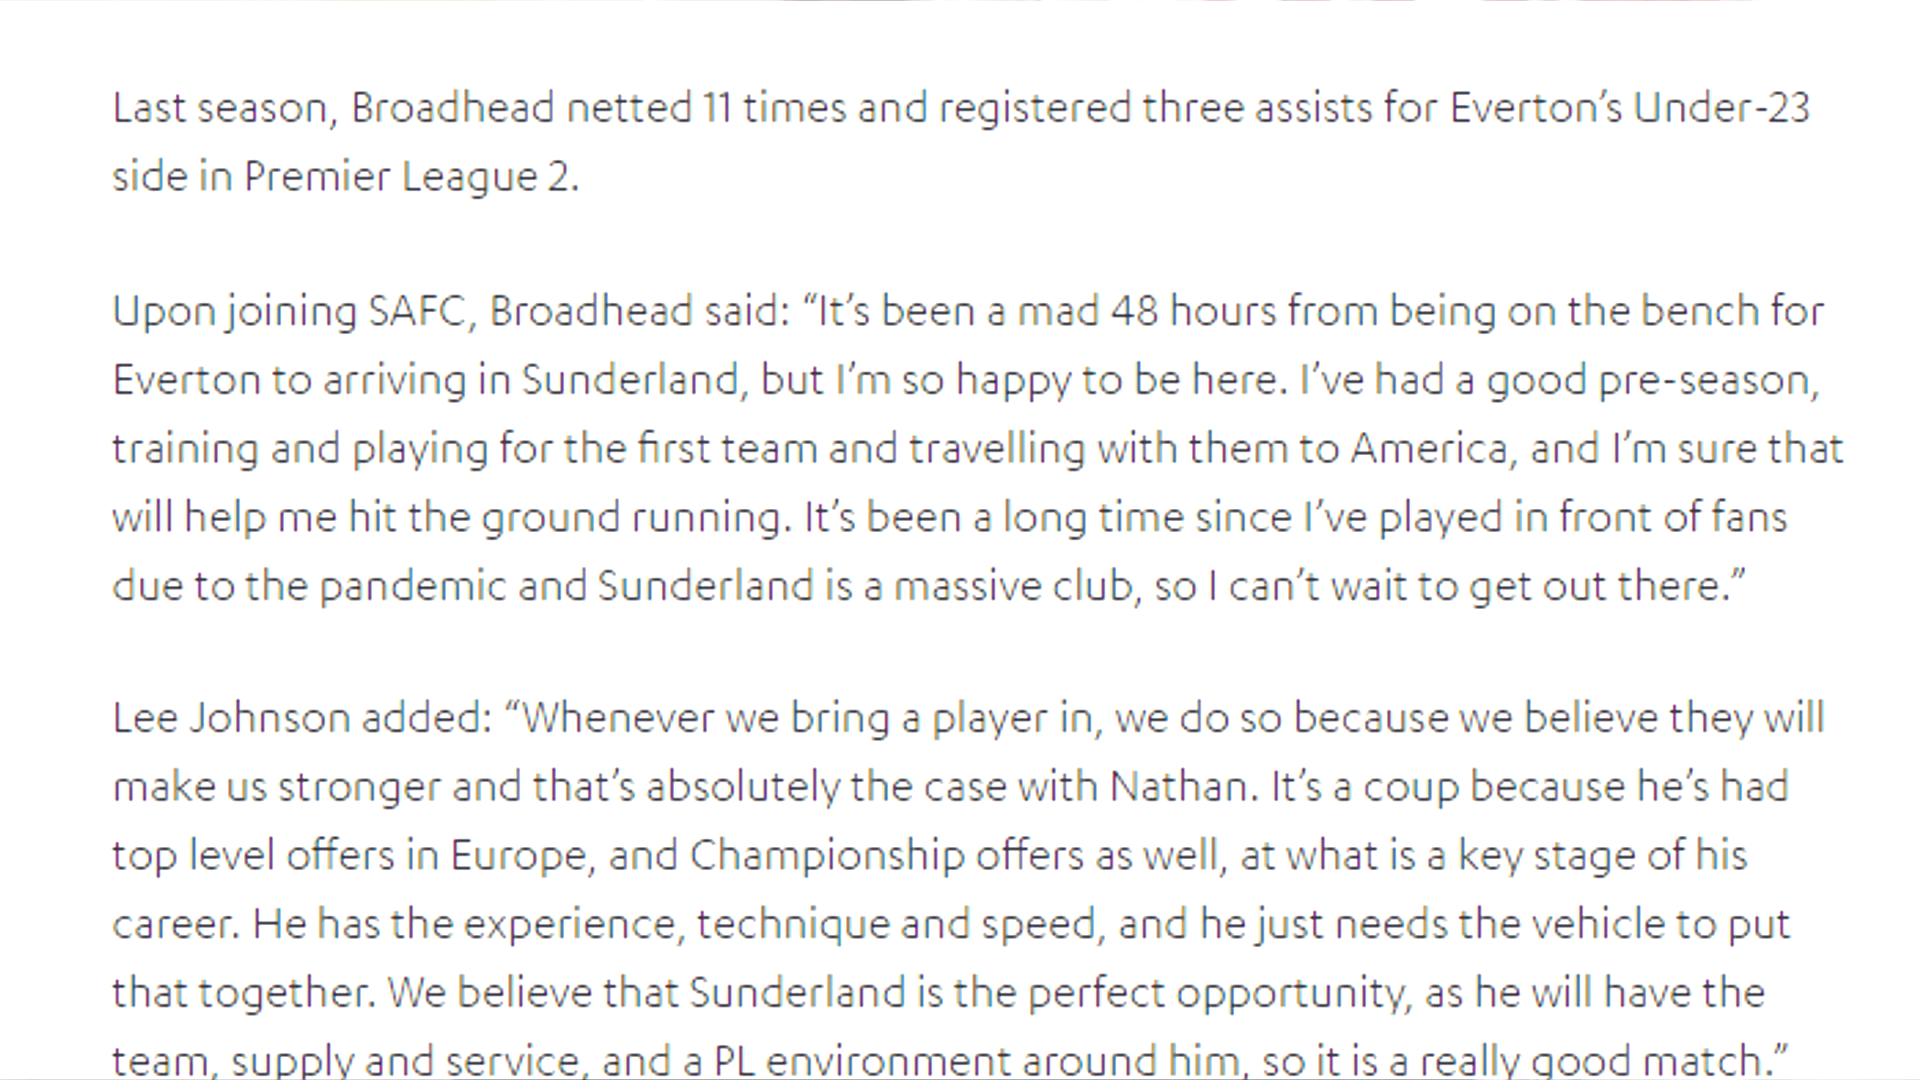 Last season, Broadhead netted 11 times and registered three assists for Everton’s Under-23
side in Premier League 2.
Upon joining SAFC, Broadhead said: “It’s been a mad 48 hours from being on the bench for
Everton to arriving in Sunderland, but I’m so happy to be here. I’ve had a good pre-season,
training and playing for the first team and travelling with them to America, and I’m sure that
will help me hit the ground running. It’s been a long time since I’ve played in front of fans
due to the pandemic and Sunderland is a massive club, so I can’t wait to get out there.”
Lee Johnson added: “Whenever we bring a player in, we do so because we believe they will
make us stronger and that’s absolutely the case with Nathan. It’s a coup because he’s had
top level offers in Europe, and Championship offers as well, at what is a key stage of his
career. He has the experience, technique and speed, and he just needs the vehicle to put
that together. We believe that Sunderland is the perfect opportunity, as he will have the
team, supply and service, and a PL environment around him, so it is a really good match.”